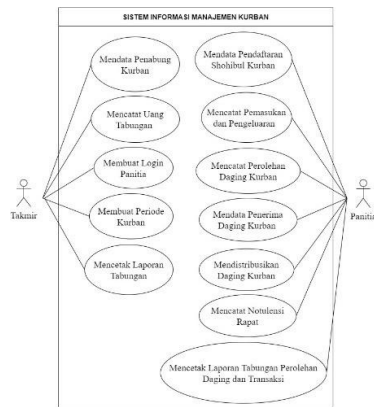 SISTEM INFORMASI MANAJEMEN KURBAN
Mendata Penabung
Kurban
Mencatat Uang
Tabungan
Membuat Login
Panitia
Membuat Periode
Kurban
Mencetak Laporan
Tabungan
Takmir
Mendata Pendaftaran
Shohibul Kurban
Mencatat Pemasukan
dan Pengeluaran
Mencatat Perolehan
Daging Kurban
Mendata Penerima
Daging Kurban
Mendistribusikan
Daging Kurban
Mencatat Notulensi
Rapat
Mencetak Laporan Tabungan Perolehan
Daging dan Transaksi
Panitia